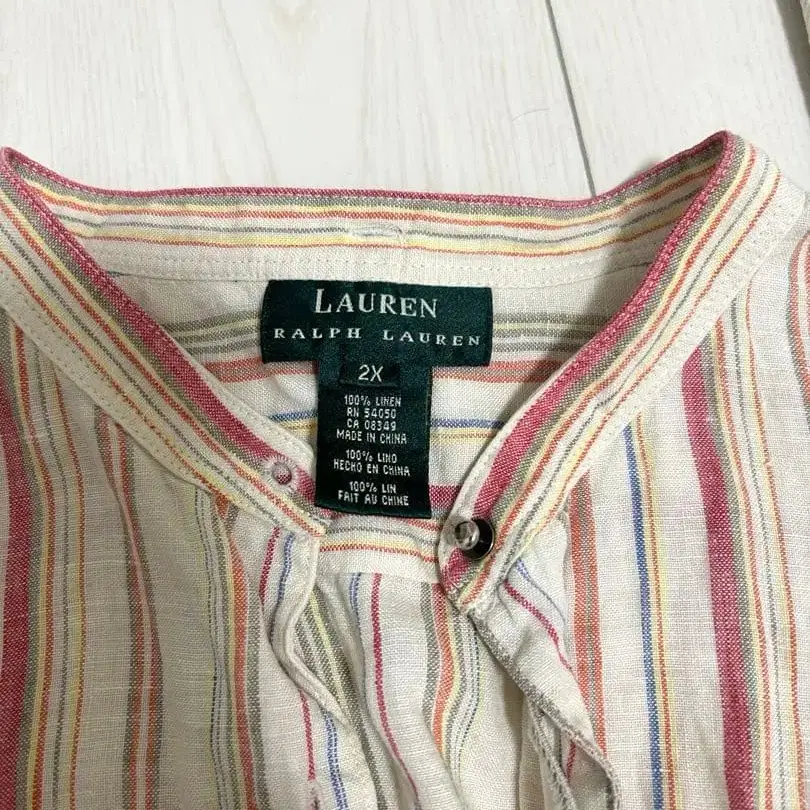 LAUREN
RALPH LAUREN
2X
100% LINEN
RN 54050
CA 08349
MADE IN CHINA
100% LINO
HECHO EN CHINA
100% LIN
FAIT AU CHINE